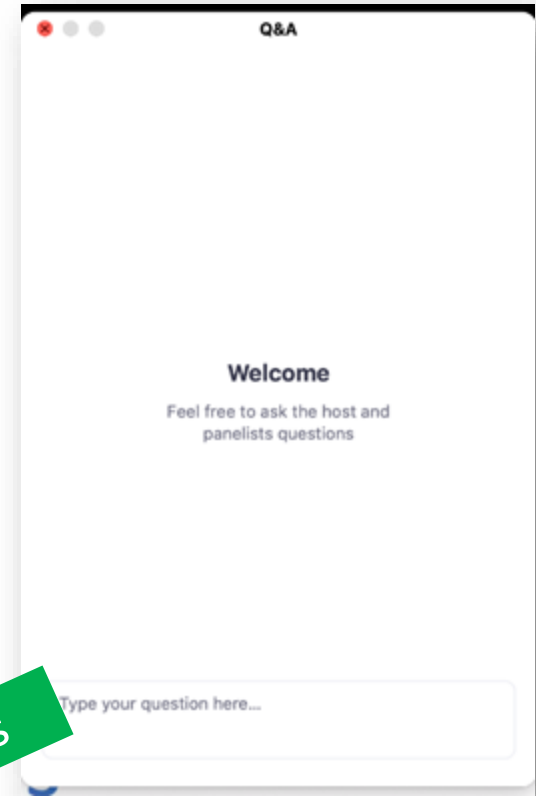 Q&A
Welcome
Feel free to ask the host and
panelists questions
Type your question here...